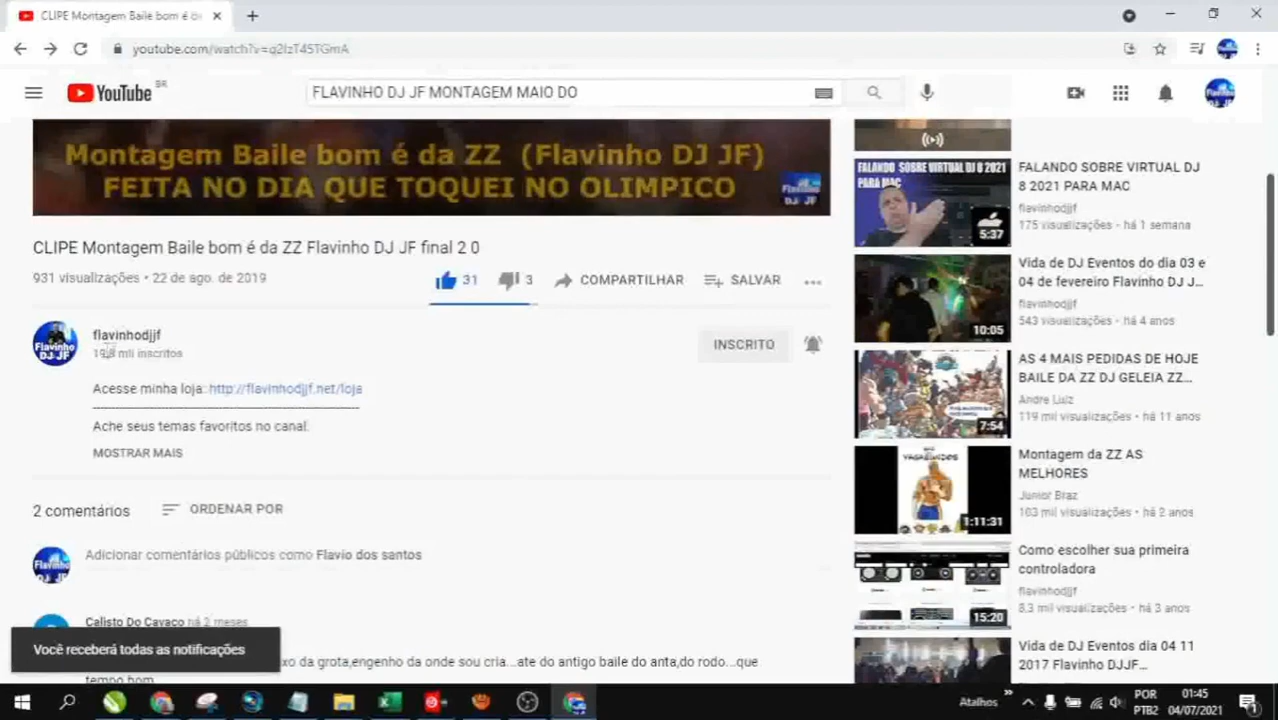 CLIPE Montagem Baile bom é da
youtube.com/watch?v=q2IzT45TGmA
YouTube BR
FLAVINHO DJ JF MONTAGEM MAIO DO
Montagem Baile bom é da ZZ (Flavinho DJ JF)
FEITA NO DIA QUE TOQUEI NO OLIMPICO
CLIPE Montagem Baile bom é da ZZ Flavinho DJ JF final 2 0
931 visualizações • 22 de ago. de 2019
31
3
COMPARTILHAR
SALVAR
flavinhodjjf
mil inscritos
INSCRITO
Acesse minha loja: http://flavinhodjjf.net/loja
Ache seus temas favoritos no canal.
MOSTRAR MAIS
2 comentários
ORDENAR POR
Adicionar comentários públicos como Flavio dos santos
Calisto Do Cavaco há 2 meses
xo da grota,engenho da onde sou cria...ate do antigo baile do anta,do rodo...que
tempo bom
Você receberá todas as notificações
FALANDO SOBRE VIRTUAL DJ 8 2021
PARA MAC
5:37
FALANDO SOBRE VIRTUAL DJ
8 2021 PARA MAC
flavinhodjjf
175 visualizações • há 1 semana
10:05
Vida de DJ Eventos do dia 03 e
04 de fevereiro Flavinho DJ J...
flavinhodjjf
543 visualizações • há 4 anos
7:54
AS 4 MAIS PEDIDAS DE HOJE
BAILE DA ZZ DJ GELEIA ZZ...
Andre Luiz
119 mil visualizações • há 11 anos
1:11:31
Montagem da ZZ AS
MELHORES
Junior Braz
103 mil visualizações • há 2 anos
15:20
Como escolher sua primeira
controladora
flavinhodjjf
8,3 mil visualizações • há 3 anos
Vida de DJ Eventos dia 04 11
2017 Flavinho DJJF...
Flavinho
DJ JF
Atalhos
POR
PTB2
01:45
04/07/2021